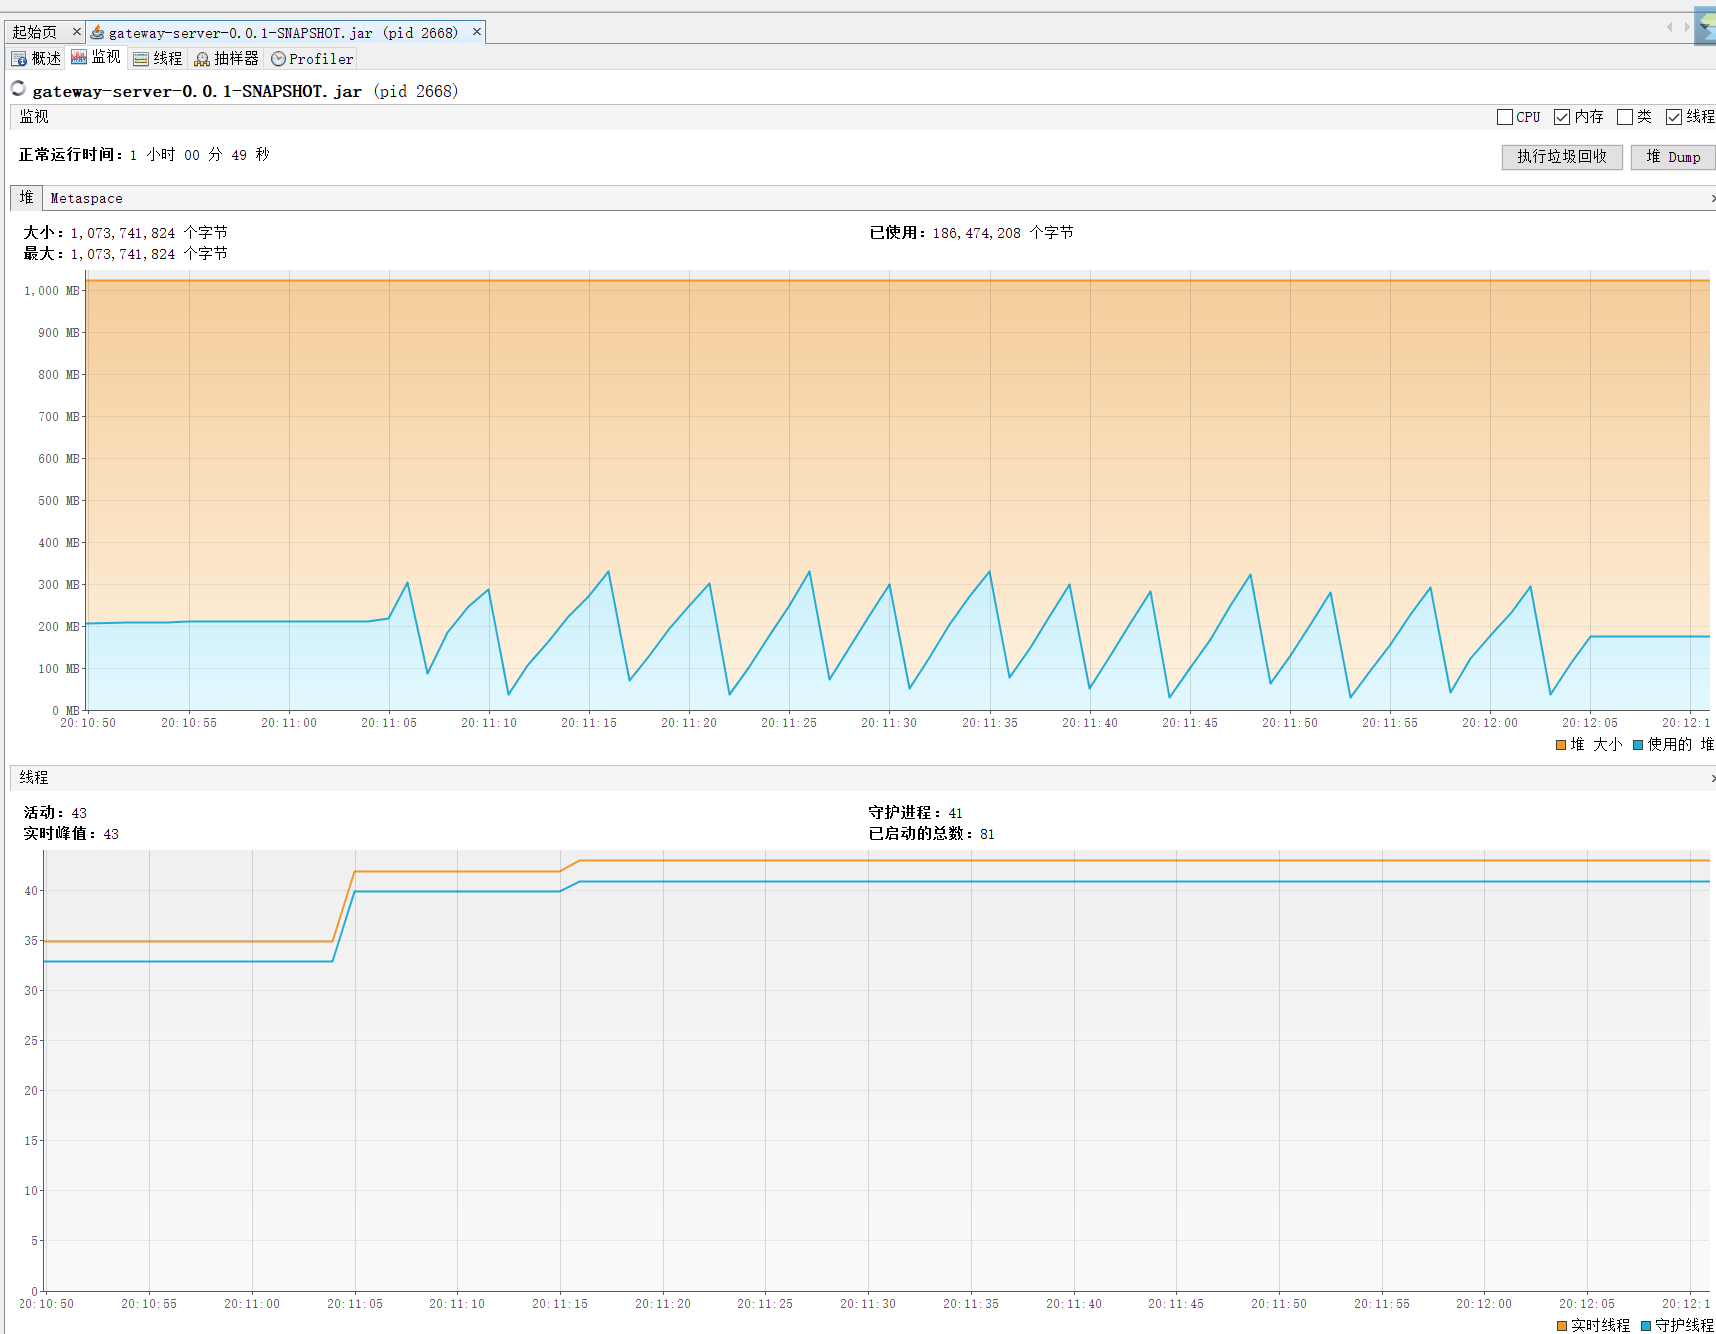 起始页 × gateway-server-0.0.1-SNAPSHOT.jar (pid 2668) ×
概述 监视 线程 抽样器 Profiler
gateway-server-0.0.1-SNAPSHOT.jar (pid 2668)
监视 CPU 内存 类 线程
正常运行时间: 1 小时 00 分 49 秒 执行垃圾回收 堆 Dump
堆 Metaspace ×
大小: 1,073,741,824 个字节 已使用: 186,474,208 个字节
最大: 1,073,741,824 个字节
1,000 MB
900 MB
800 MB
700 MB
600 MB
500 MB
400 MB
300 MB
200 MB
100 MB
0 MB
20:10:50 20:10:55 20:11:00 20:11:05 20:11:10 20:11:15 20:11:20 20:11:25 20:11:30 20:11:35 20:11:40 20:11:45 20:11:50 20:11:55 20:12:00 20:12:05 20:12:1
堆 大小 使用的 堆
线程 ×
活动: 43 守护进程: 41
实时峰值: 43 已启动的总数: 81
40
35
30
25
20
15
10
5
0
20:10:50 20:10:55 20:11:00 20:11:05 20:11:10 20:11:15 20:11:20 20:11:25 20:11:30 20:11:35 20:11:40 20:11:45 20:11:50 20:11:55 20:12:00 20:12:05 20:12:1
实时线程 守护线程